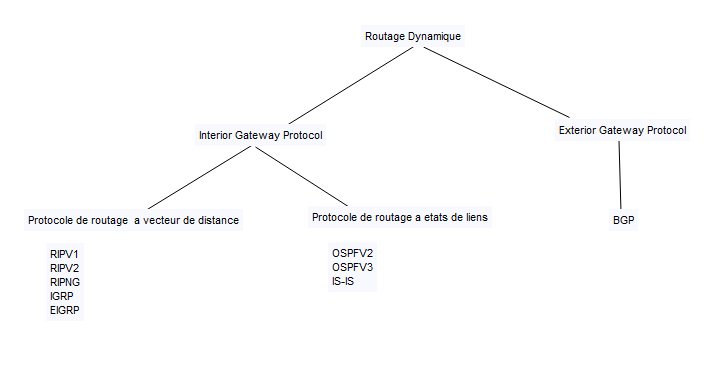 Routage Dynamique
Interior Gateway Protocol
Exterior Gateway Protocol
Protocole de routage a vecteur de distance
Protocole de routage a etats de liens
BGP
RIPV1
RIPV2
RIPNG
IGRP
EIGRP
OSPFV2
OSPFV3
IS-IS